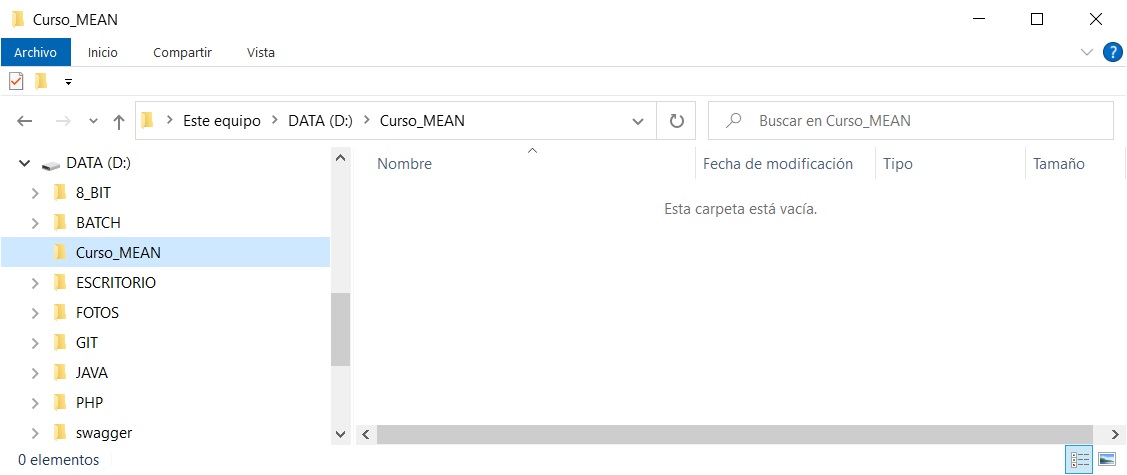 Curso_MEAN
Archivo Inicio Compartir Vista
?
Este equipo > DATA (D:) > Curso_MEAN
Buscar en Curso_MEAN
DATA (D:)
8_BIT
BATCH
Curso_MEAN
ESCRITORIO
FOTOS
GIT
JAVA
PHP
swagger
Nombre Fecha de modificación Tipo Tamaño
Esta carpeta está vacía.
0 elementos